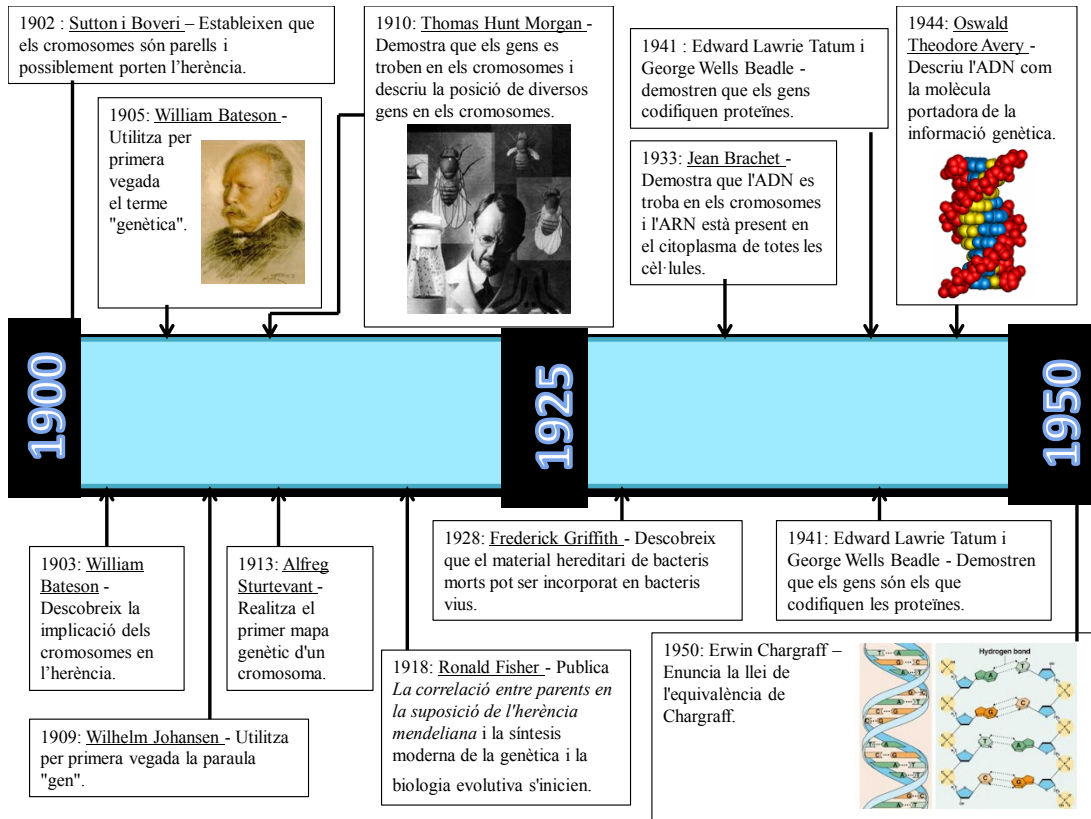 1902 : Sutton i Boveri – Estableixen que
els cromosomes són parells i
possiblement porten l’herència.
1905: William Bateson -
Utilitza per
primera
vegada
el terme
"genètica".
1910: Thomas Hunt Morgan -
Demostra que els gens es
troben en els cromosomes i
descriu la posició de diversos
gens en els cromosomes.
1941 : Edward Lawrie Tatum i
George Wells Beadle -
demostren que els gens
codifiquen proteïnes.
1933: Jean Brachet -
Demostra que l'ADN es
troba en els cromosomes
i l'ARN està present en
el citoplasma de totes les
cèl·lules.
1944: Oswald
Theodore Avery -
Descriu l'ADN com
la molècula
portadora de la
informació genètica.
1900
1925
1950
1903: William
Bateson -
Descobreix la
implicació dels
cromosomes en
l’herència.
1909: Wilhelm Johansen - Utilitza
per primera vegada la paraula
"gen".
1913: Alfreg
Sturtevant -
Realitza el
primer mapa
genètic d'un
cromosoma.
1918: Ronald Fisher - Publica
La correlació entre parents en
la suposició de l'herència
mendeliana i la síntesis
moderna de la genètica i la
biologia evolutiva s'inicien.
1928: Frederick Griffith - Descobreix
que el material hereditari de bacteris
morts pot ser incorporat en bacteris
vius.
1941: Edward Lawrie Tatum i
George Wells Beadle - Demostren
que els gens són els que
codifiquen les proteïnes.
1950: Erwin Chargraff –
Enuncia la llei de
l'equivalència de
Chargraff.
Hydrogen bond
T A
G C
A T
C G
C G
T A
A T
G C
A T
G C
T A
C G